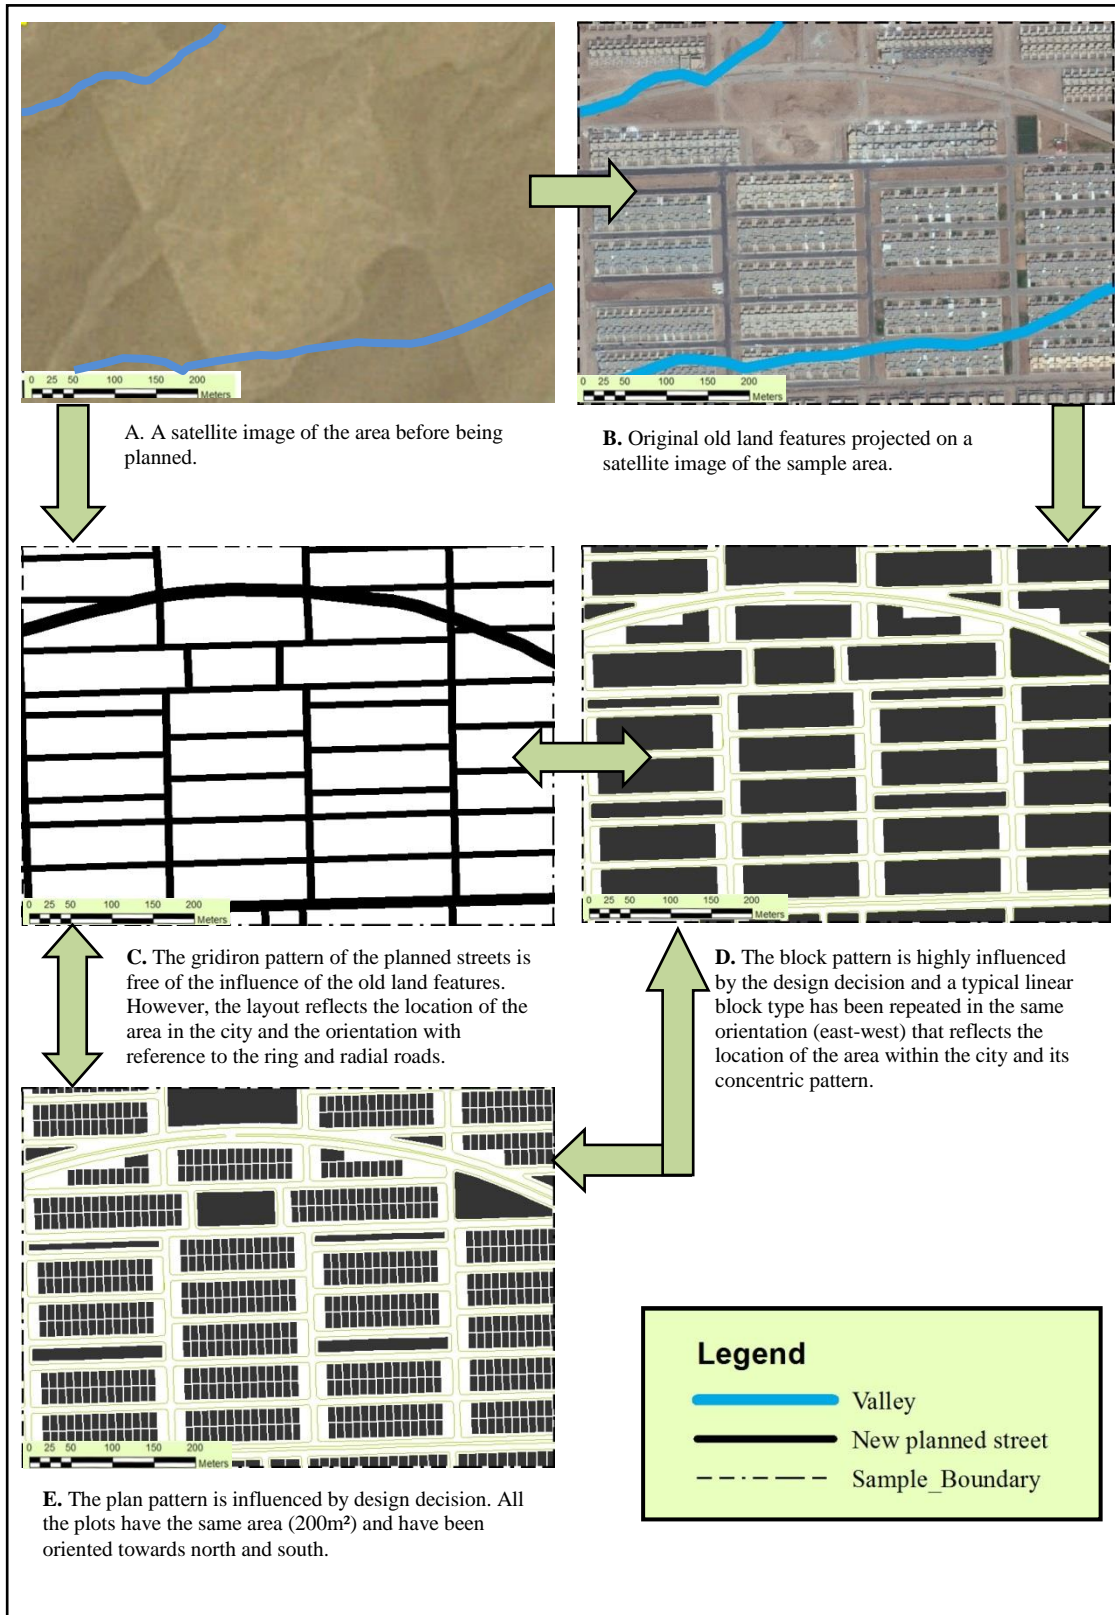 0 25 50 100 150 200
Meters
0 25 50 100 150 200
Meters
A. A satellite image of the area before being
planned.
B. Original old land features projected on a
satellite image of the sample area.
0 25 50 100 150 200
Meters
0 25 50 100 150 200
Meters
C. The gridiron pattern of the planned streets is
free of the influence of the old land features.
However, the layout reflects the location of the
area in the city and the orientation with
reference to the ring and radial roads.
D. The block pattern is highly influenced
by the design decision and a typical linear
block type has been repeated in the same
orientation (east-west) that reflects the
location of the area within the city and its
concentric pattern.
0 25 50 100 150 200
Meters
E. The plan pattern is influenced by design decision. All
the plots have the same area (200m²) and have been
oriented towards north and south.
Legend
Valley
New planned street
Sample_Boundary